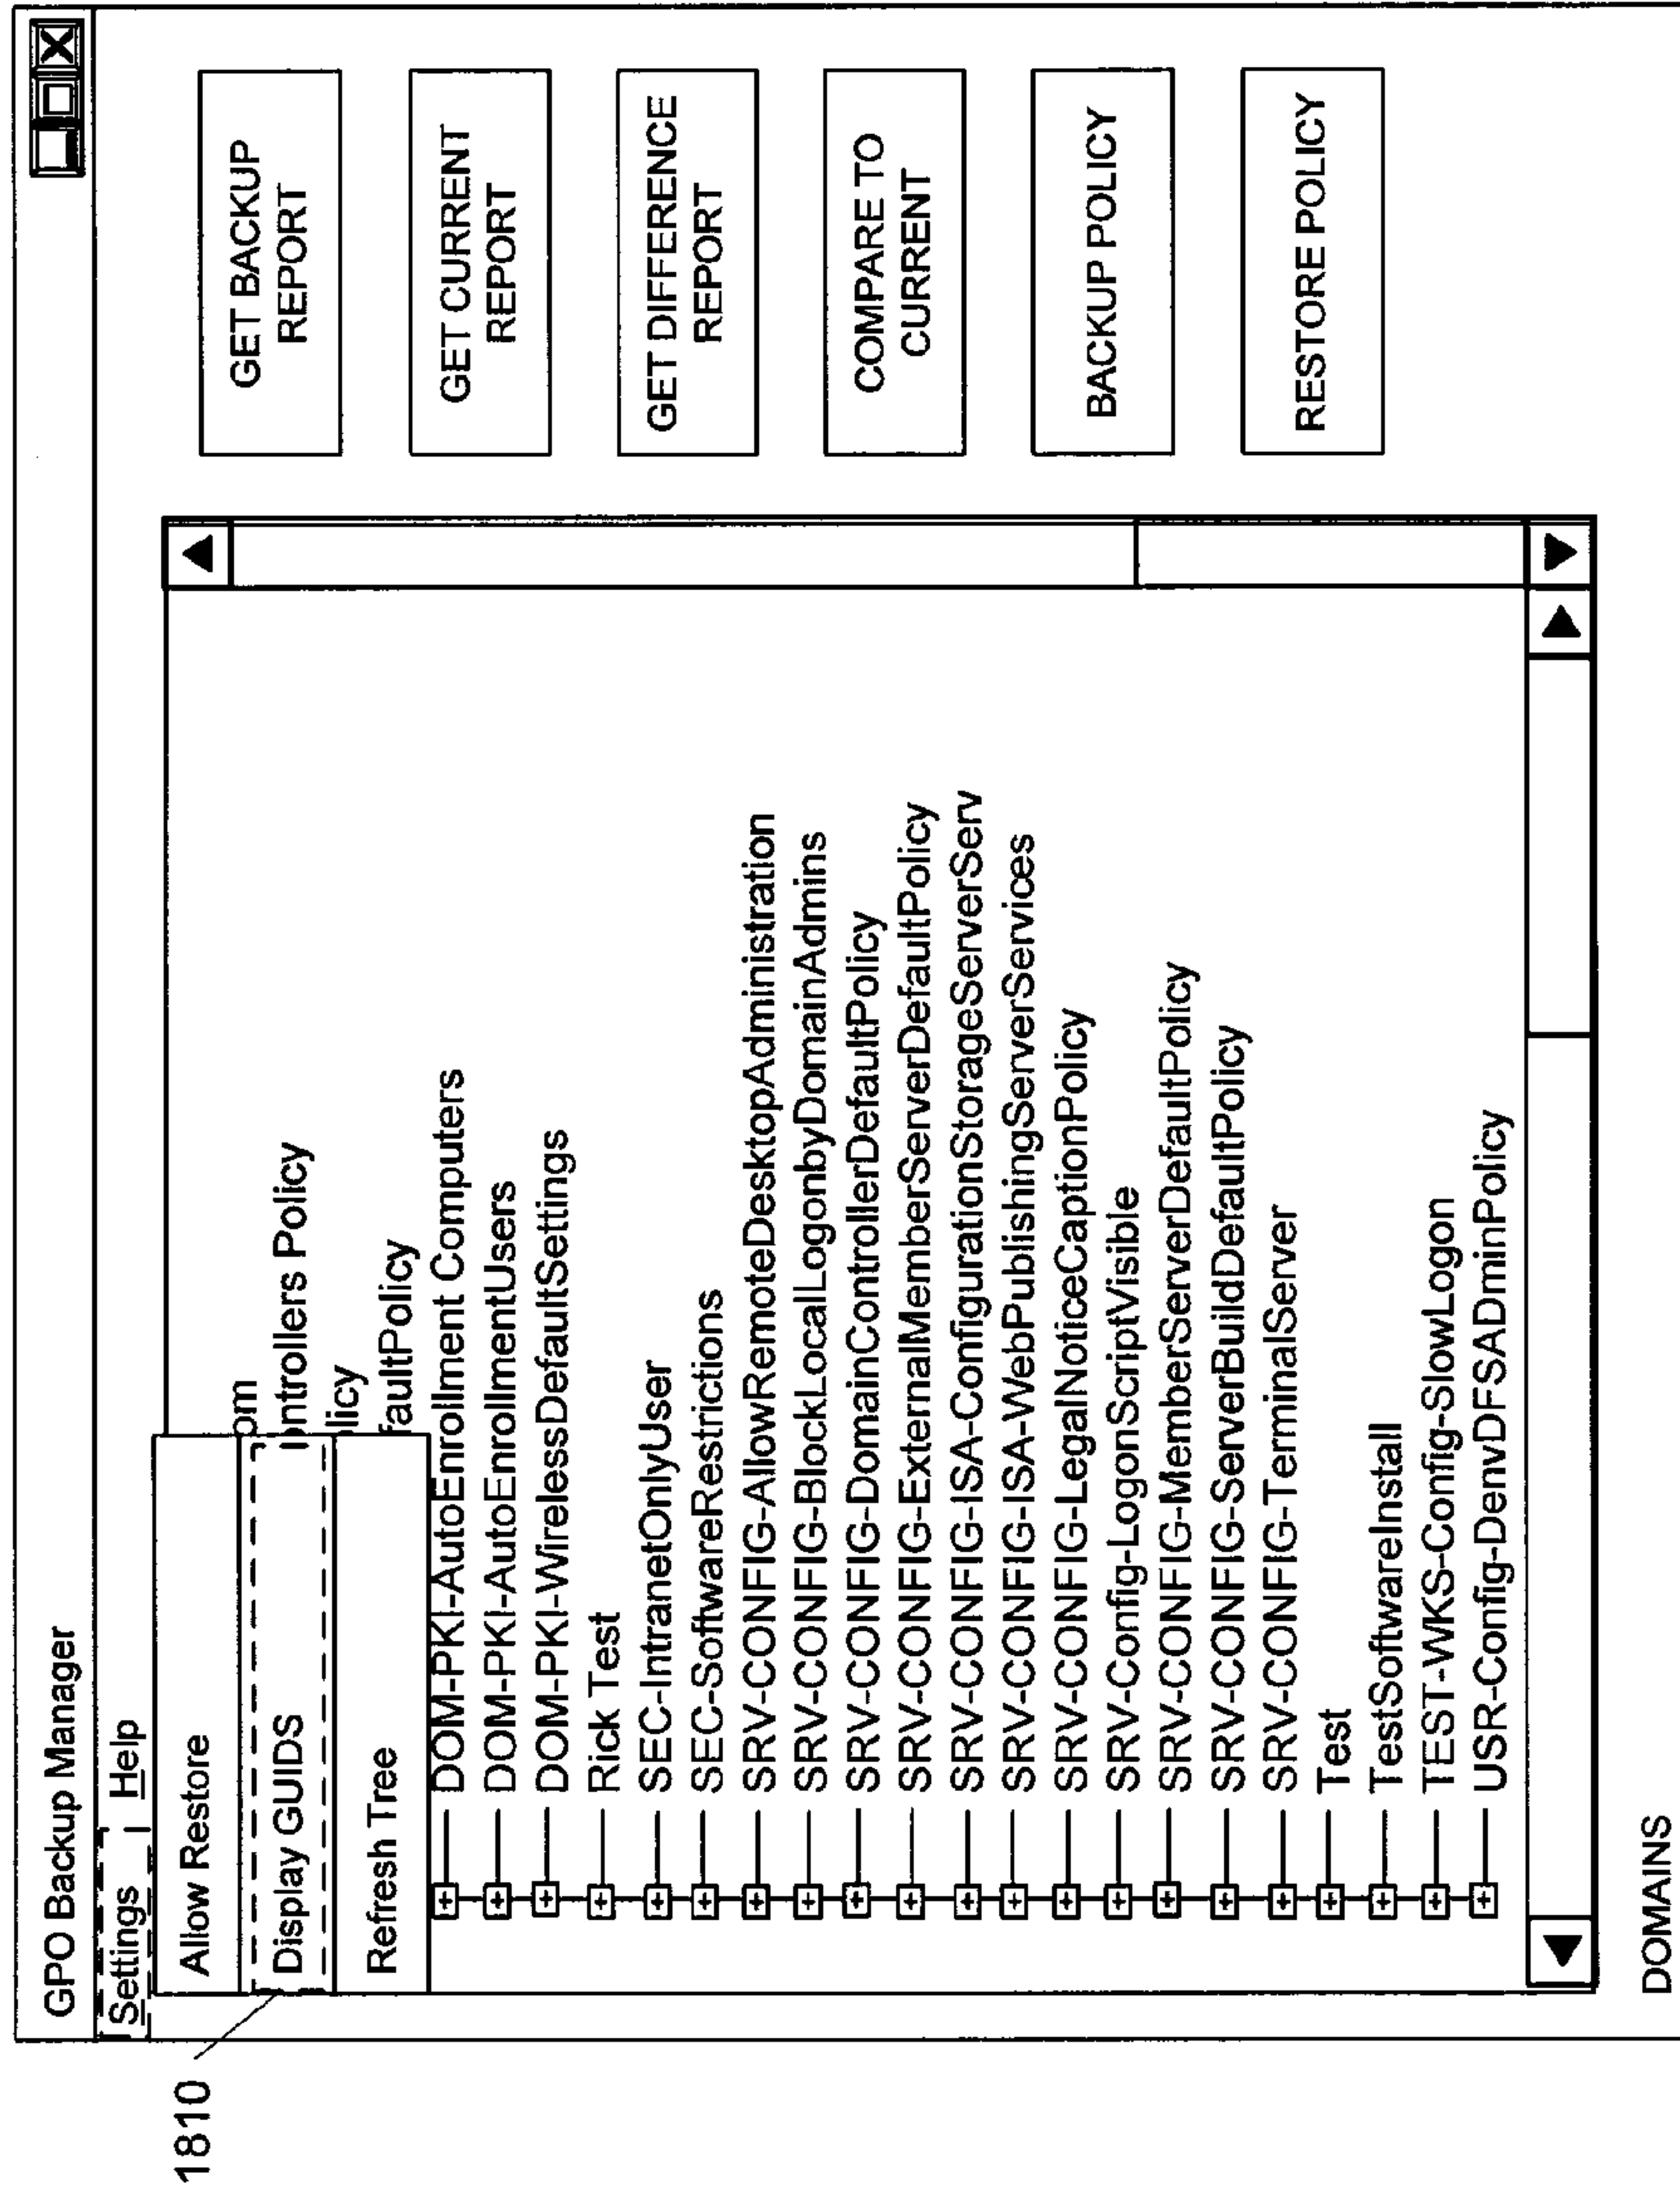 GPO Backup Manager
Settings Help
1810
Allow Restore
Display GUIDS
Refresh Tree
om
ntrollers Policy
licy
faultPolicy
DOM-PKI-AutoEnrollment Computers
DOM-PKI-AutoEnrollmentUsers
DOM-PKI-WirelessDefaultSettings
Rick Test
SEC-IntranetOnlyUser
SEC-SoftwareRestrictions
SRV-CONFIG-AllowRemoteDesktopAdministration
SRV-CONFIG-BlockLocalLogonbyDomainAdmins
SRV-CONFIG-DomainControllerDefaultPolicy
SRV-CONFIG-ExternalMemberServerDefaultPolicy
SRV-CONFIG-ISA-ConfigurationStorageServerServ
SRV-CONFIG-ISA-WebPublishingServerServices
SRV-CONFIG-LegalNoticeCaptionPolicy
SRV-Config-LogonScriptVisible
SRV-CONFIG-MemberServerDefaultPolicy
SRV-CONFIG-ServerBuildDefaultPolicy
SRV-CONFIG-TerminalServer
Test
TestSoftwareInstall
TEST-WKS-Config-SlowLogon
USR-Config-DenvDFSADminPolicy
GET BACKUP
REPORT
GET CURRENT
REPORT
GET DIFFERENCE
REPORT
COMPARE TO
CURRENT
BACKUP POLICY
RESTORE POLICY
DOMAINS